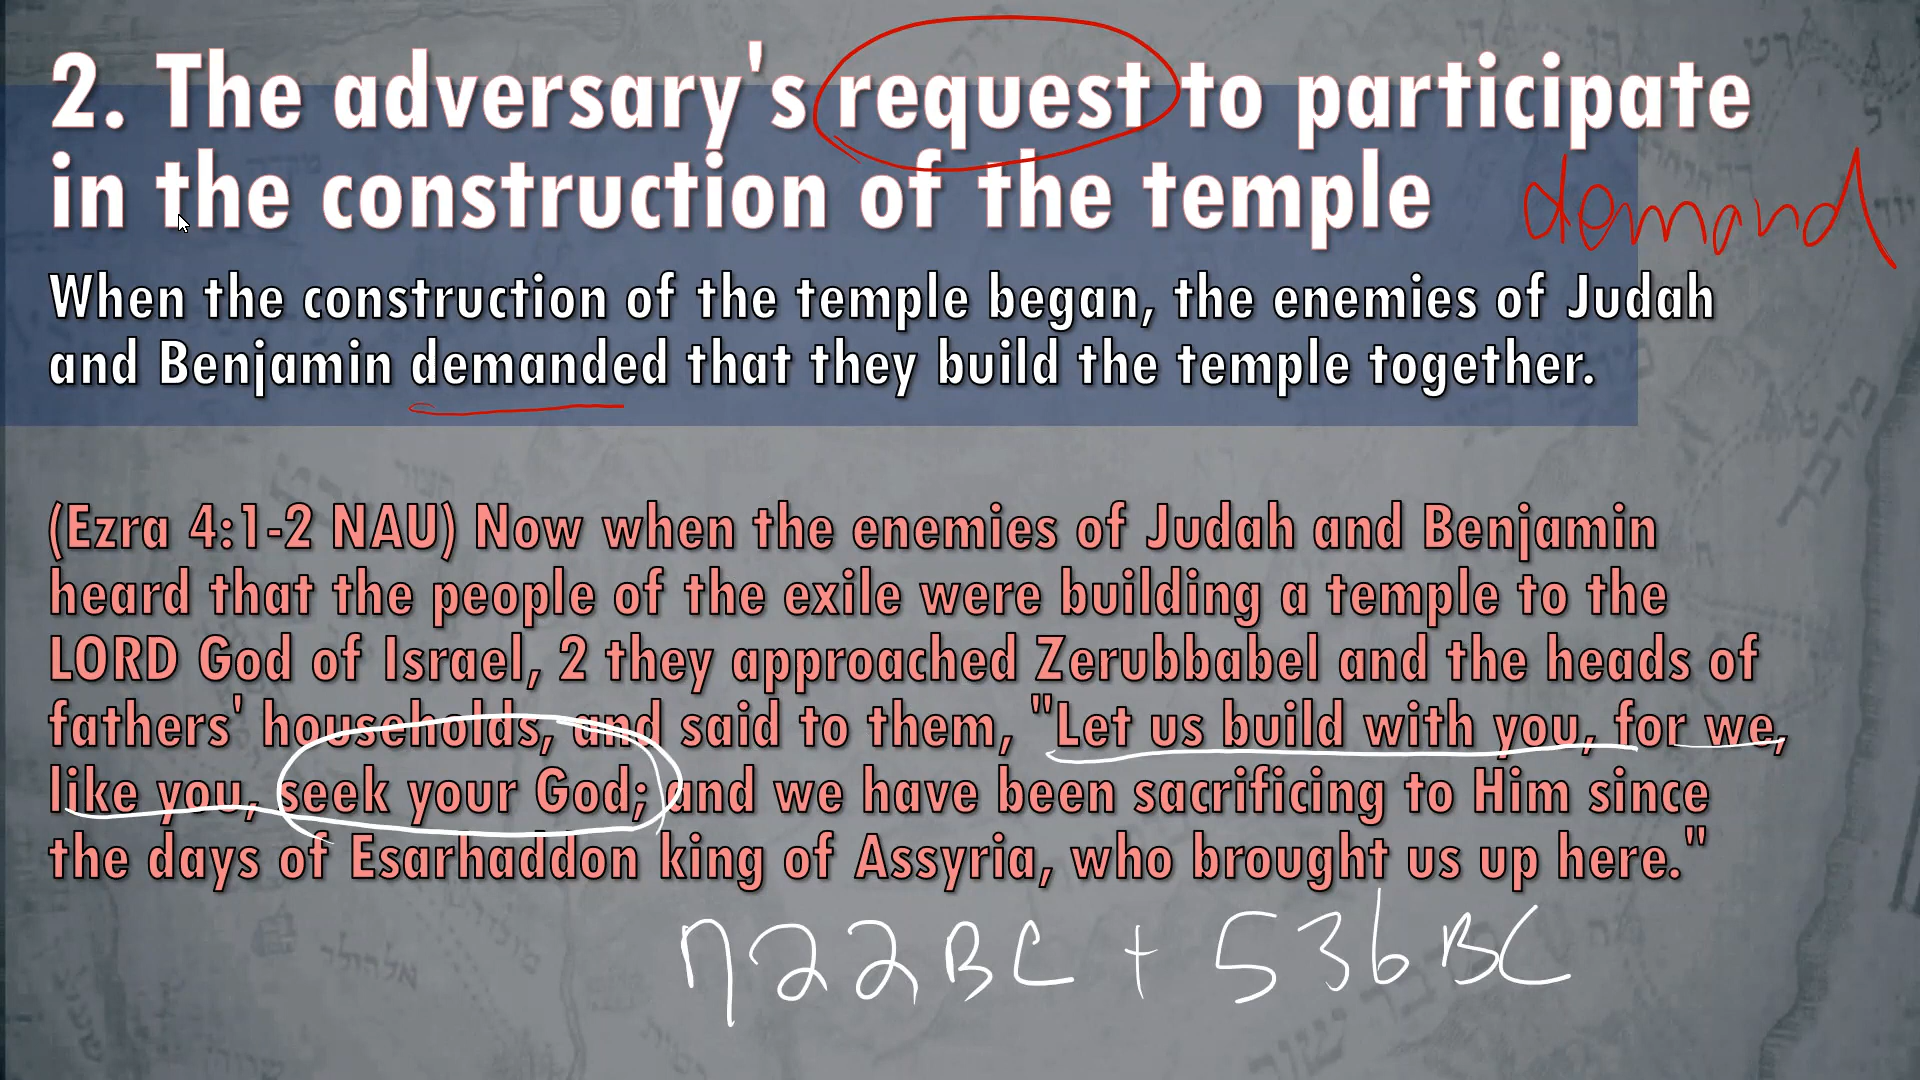 2. The adversary's request to participate
in the construction of the temple
demand
When the construction of the temple began, the enemies of Judah
and Benjamin demanded that they build the temple together.
(Ezra 4:1-2 NAU) Now when the enemies of Judah and Benjamin
heard that the people of the exile were building a temple to the
LORD God of Israel, 2 they approached Zerubbabel and the heads of
fathers' households, and said to them, "Let us build with you, for we,
like you, seek your God; and we have been sacrificing to Him since
the days of Esarhaddon king of Assyria, who brought us up here."
722BC + 536BC